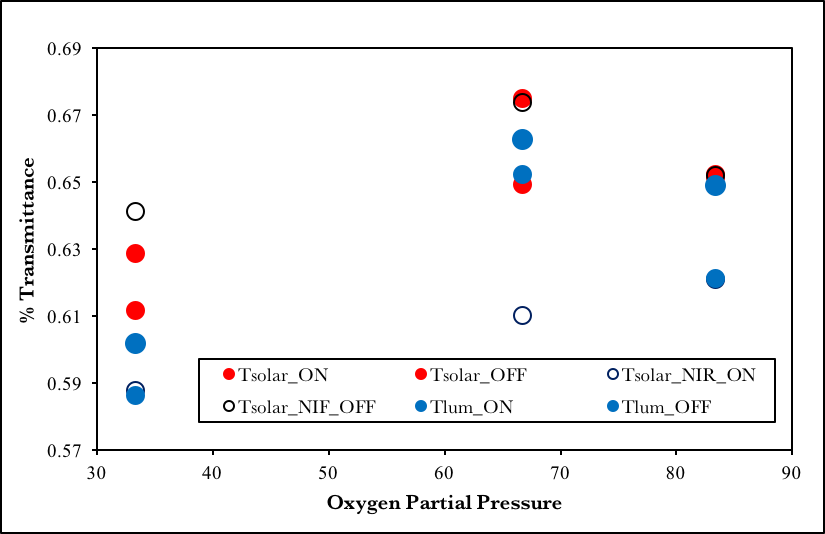 0.69
0.67
0.65
0.63
0.61
0.59
0.57
% Transmittance
Tsolar_ON Tsolar_OFF Tsolar_NIR_ON
Tsolar_NIF_OFF Tlum_ON Tlum_OFF
30 40 50 60 70 80 90
Oxygen Partial Pressure